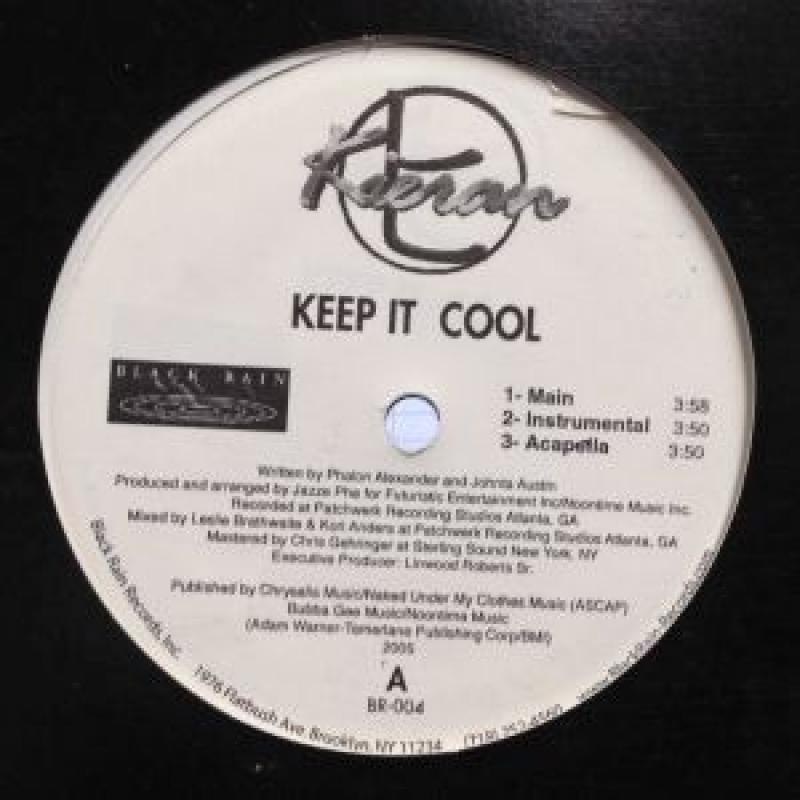 Kieran
KEEP IT COOL
BLACK RAIN
1- Main 3:58
2- Instrumental 3:50
3- Acapella 3:50
Written by Phalon Alexander and Johnta Austin
Produced and arranged by Jazze Pha for Futuristic Entertainment Inc/Noontime Music Inc.
Recorded at Patchwerk Recording Studios Atlanta, GA
Mixed by Leslie Brathwaite & Kori Anders at Patchwerk Recording Studios Atlanta, GA
Mastered by Chris Gehringer at Sterling Sound New York, NY
Executive Producer: Linwood Roberts Sr.
Published by Chrysalis Music/Naked Under My Clothes Music (ASCAP)
Bubba Gee Music/Noontime Music
(Adam Warner-Tamerlane Publishing Corp/BMI)
2005
A
BR-004
Black Rain Records, Inc. 1976 Flatbush Ave. Brooklyn, NY 11234 (718)